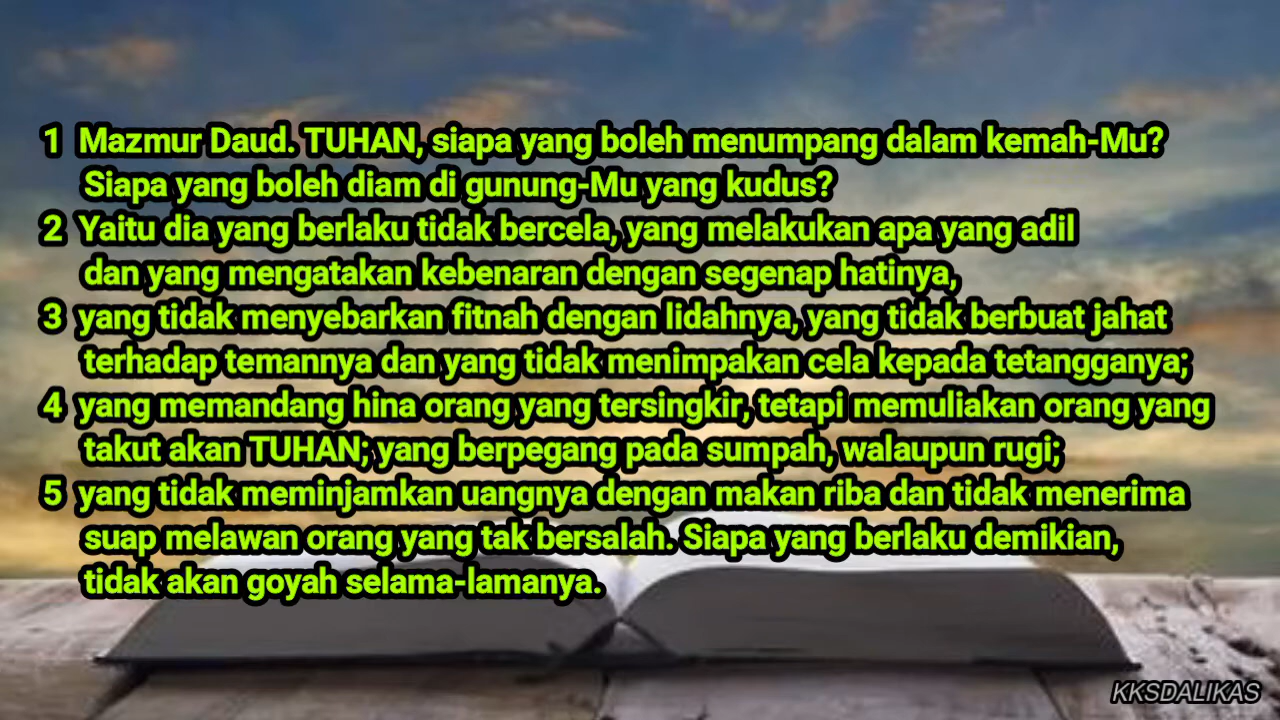 1 Mazmur Daud. TUHAN, siapa yang boleh menumpang dalam kemah-Mu?
Siapa yang boleh diam di gunung-Mu yang kudus?
2 Yaitu dia yang berlaku tidak bercela, yang melakukan apa yang adil
dan yang mengatakan kebenaran dengan segenap hatinya,
3 yang tidak menyebarkan fitnah dengan lidahnya, yang tidak berbuat jahat
terhadap temannya dan yang tidak menimpakan cela kepada tetangganya;
4 yang memandang hina orang yang tersingkir, tetapi memuliakan orang yang
takut akan TUHAN; yang berpegang pada sumpah, walaupun rugi;
5 yang tidak meminjamkan uangnya dengan makan riba dan tidak menerima
suap melawan orang yang tak bersalah. Siapa yang berlaku demikian,
tidak akan goyah selama-lamanya.
KKSDALIKAS